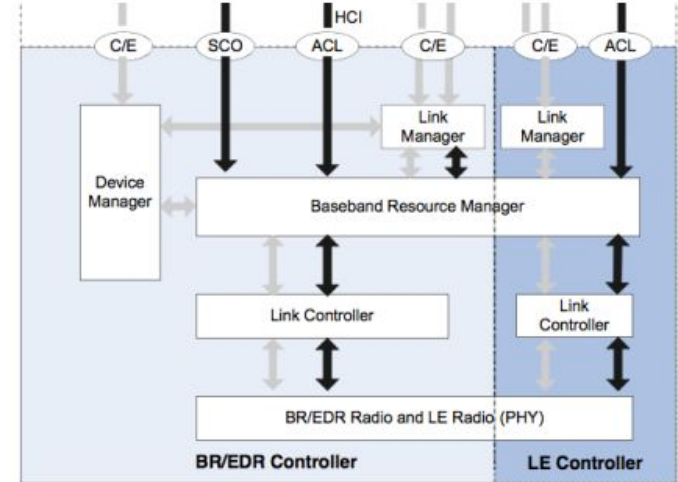 HCI
C/E
SCO
ACL
C/E
C/E
ACL
Link
Manager
Link
Manager
Device
Manager
Baseband Resource Manager
Link Controller
Link
Controller
BR/EDR Radio and LE Radio (PHY)
BR/EDR Controller
LE Controller